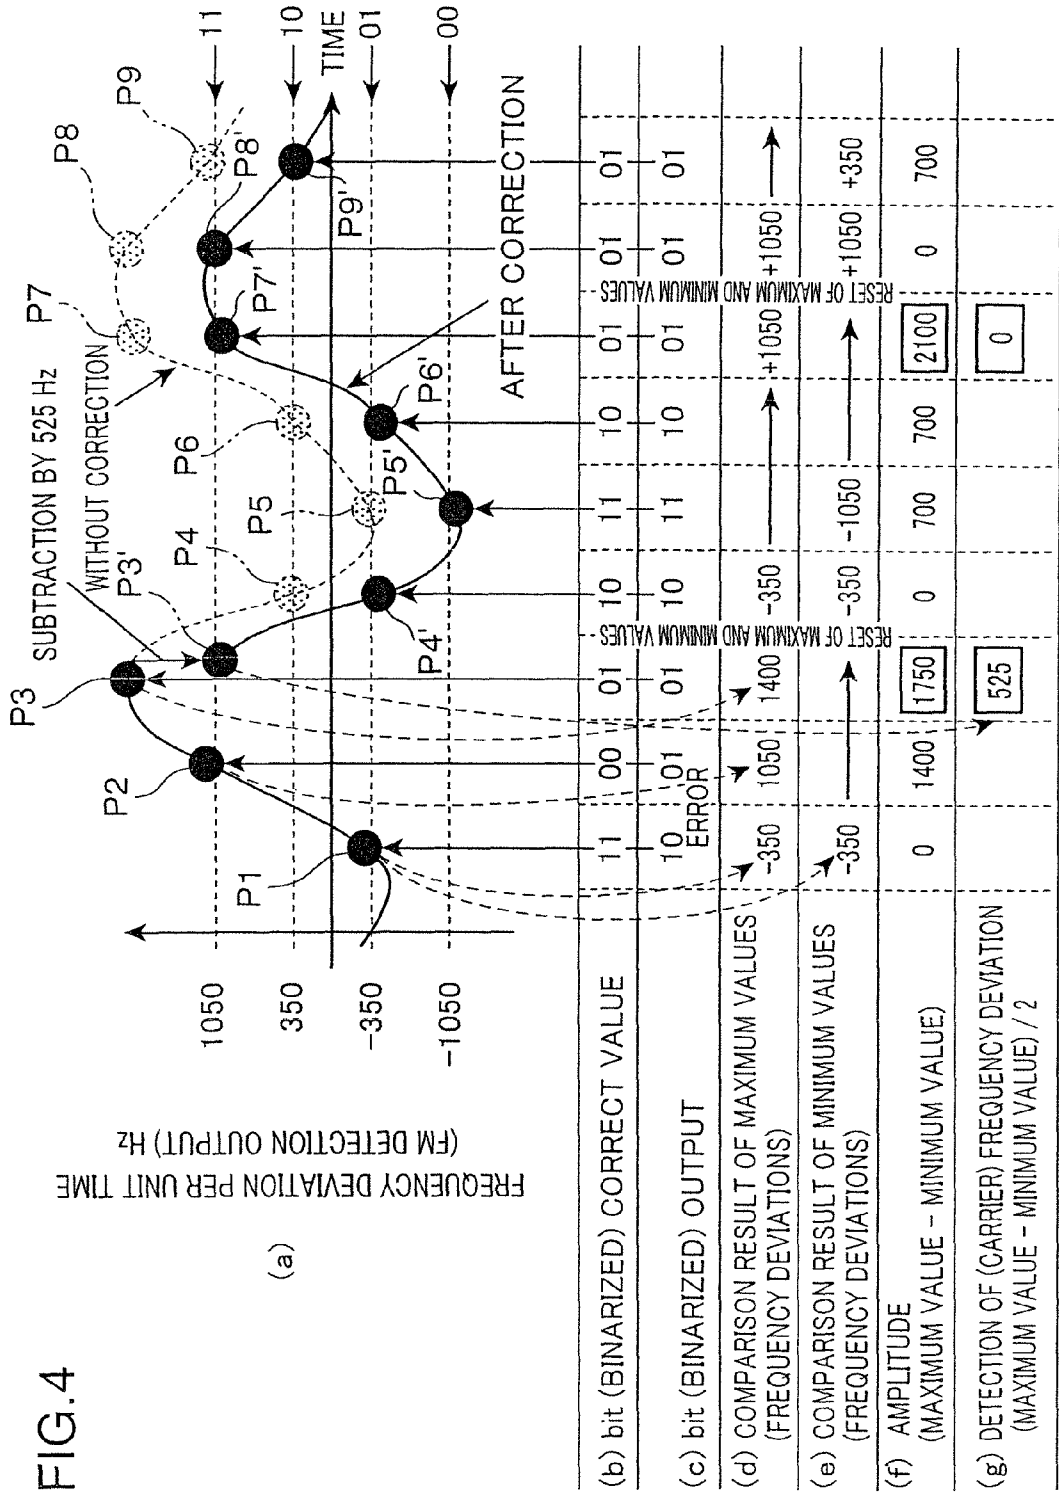 FIG.4
(a)
FREQUENCY DEVIATION PER UNIT TIME
(FM DETECTION OUTPUT) Hz
1050
350
-350
-1050
SUBTRACTION BY 525 Hz
WITHOUT CORRECTION
AFTER CORRECTION
P1
P2
P3
P3'
P4
P4'
P5
P5'
P6
P6'
P7
P7'
P8
P8'
P9
P9'
TIME
11
10
01
00
(b) bit (BINARIZED) CORRECT VALUE 11 00 01 10 11 10 01 01 01
(c) bit (BINARIZED) OUTPUT 10 01 01 10 11 10 01 01 01
ERROR
(d) COMPARISON RESULT OF MAXIMUM VALUES
(FREQUENCY DEVIATIONS) -350 1050 1400 -350 +1050 +1050
(e) COMPARISON RESULT OF MINIMUM VALUES
(FREQUENCY DEVIATIONS) -350 -350 -1050 +1050 +350
RESET OF MAXIMUM AND MINIMUM VALUES
RESET OF MAXIMUM AND MINIMUM VALUES
(f) AMPLITUDE
(MAXIMUM VALUE - MINIMUM VALUE) 0 1400 1750 0 700 700 2100 0 700
(g) DETECTION OF (CARRIER) FREQUENCY DEVIATION
(MAXIMUM VALUE - MINIMUM VALUE) / 2 525 0